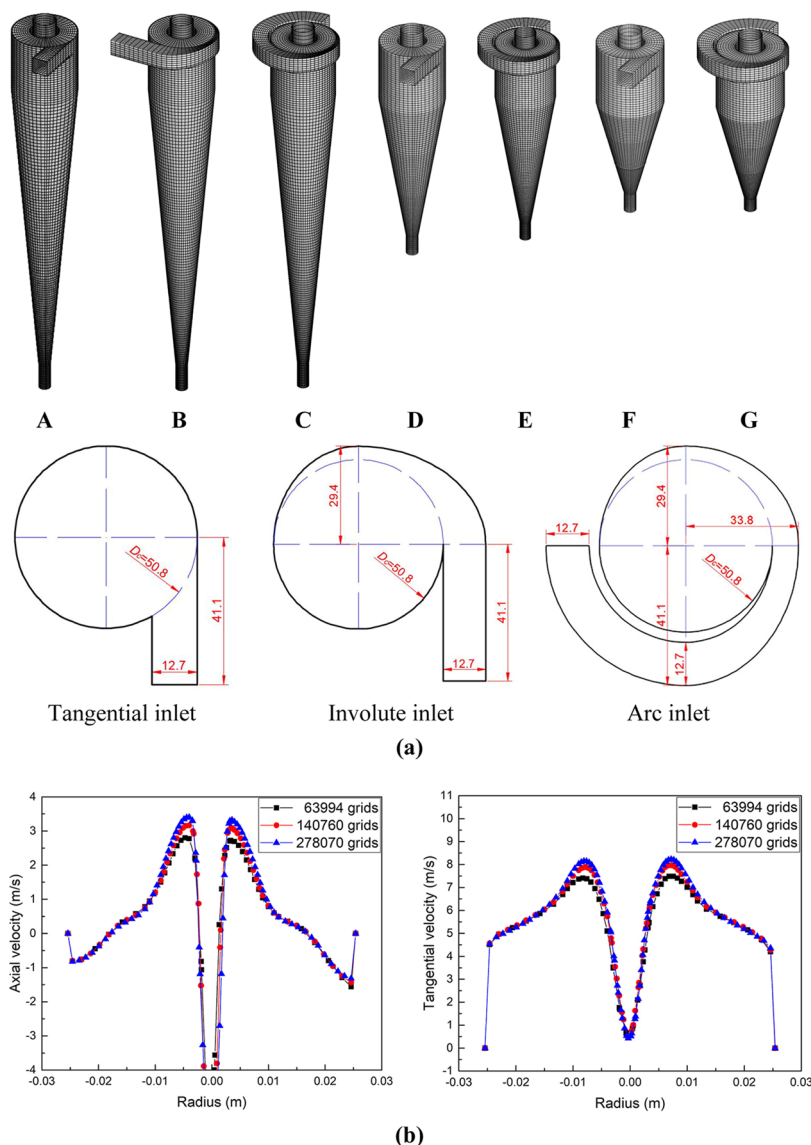 A B C D E F G
29.4
29.4
33.8
12.7
Dc=50.8
Dc=50.8
Dc=50.8
41.1
41.1
41.1
12.7
12.7
12.7
Tangential inlet Involute inlet Arc inlet
(a)
4
3
2
1
0
-1
-2
-3
-4
Axial velocity (m/s)
63994 grids
140760 grids
278070 grids
-0.03 -0.02 -0.01 0.00 0.01 0.02 0.03
Radius (m)
11
10
9
8
7
6
5
4
3
2
1
0
-1
Tangential velocity (m/s)
63994 grids
140760 grids
278070 grids
-0.03 -0.02 -0.01 0.00 0.01 0.02 0.03
Radius (m)
(b)